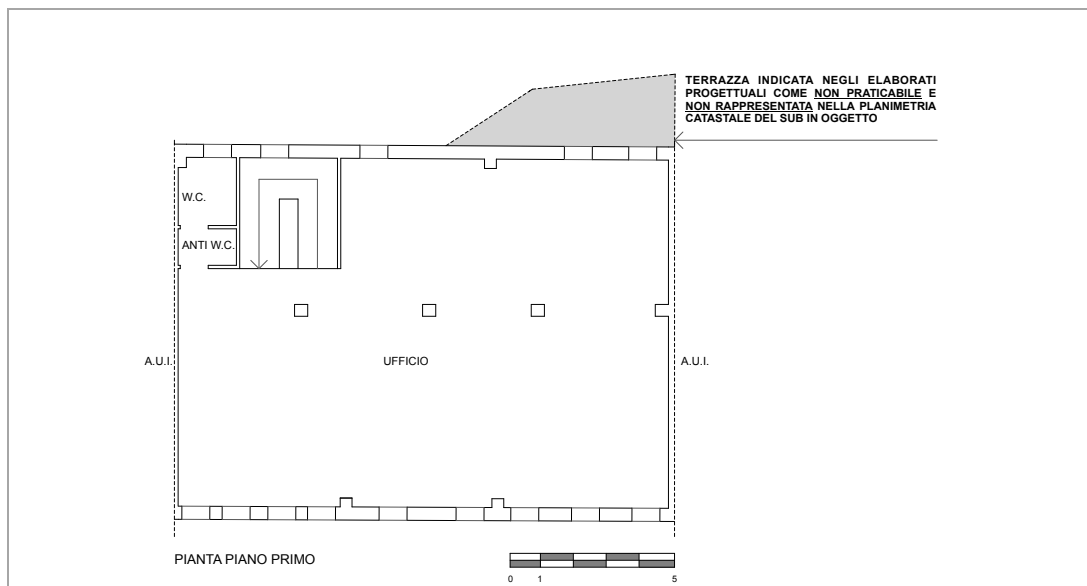 TERRAZZA INDICATA NEGLI ELABORATI
PROGETTUALI COME NON PRATICABILE E
NON RAPPRESENTATA NELLA PLANIMETRIA
CATASTALE DEL SUB IN OGGETTO
W.C.
ANTI W.C.
A.U.I.
UFFICIO
A.U.I.
PIANTA PIANO PRIMO
0 1 5